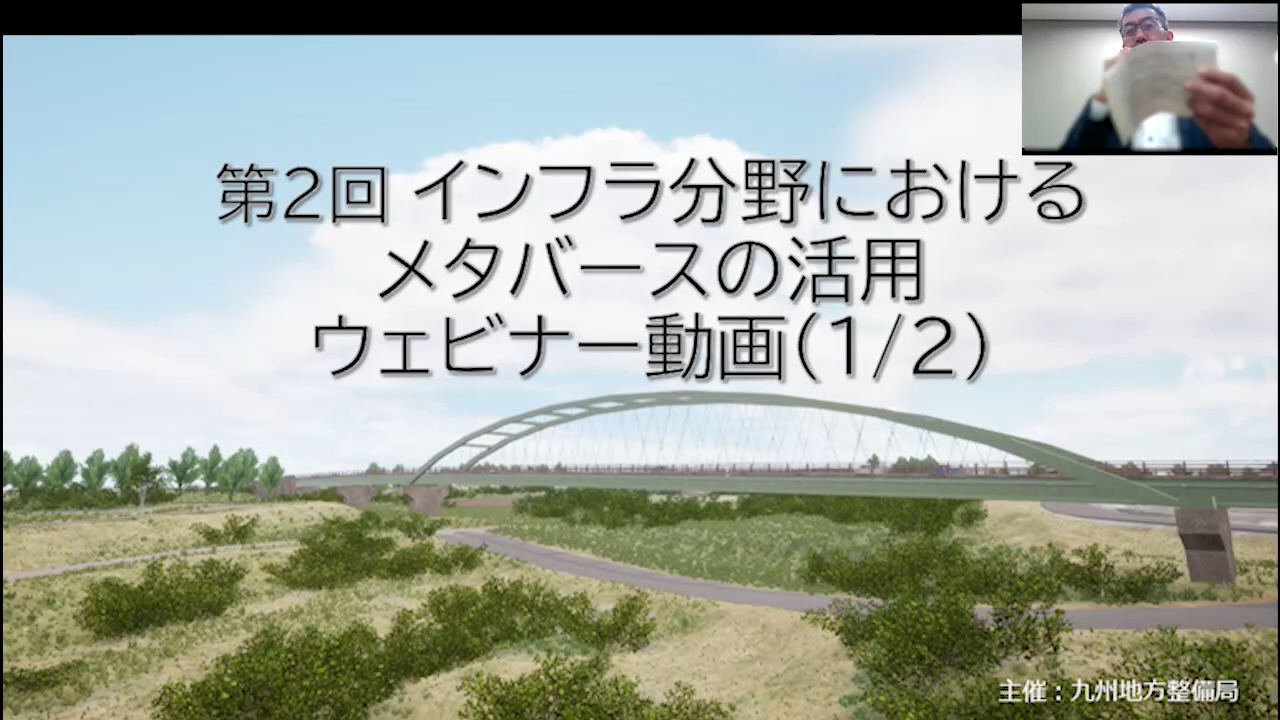 第2回 インフラ分野における
メタバースの活用
ウェビナー動画(1/2)
主催：九州地方整備局